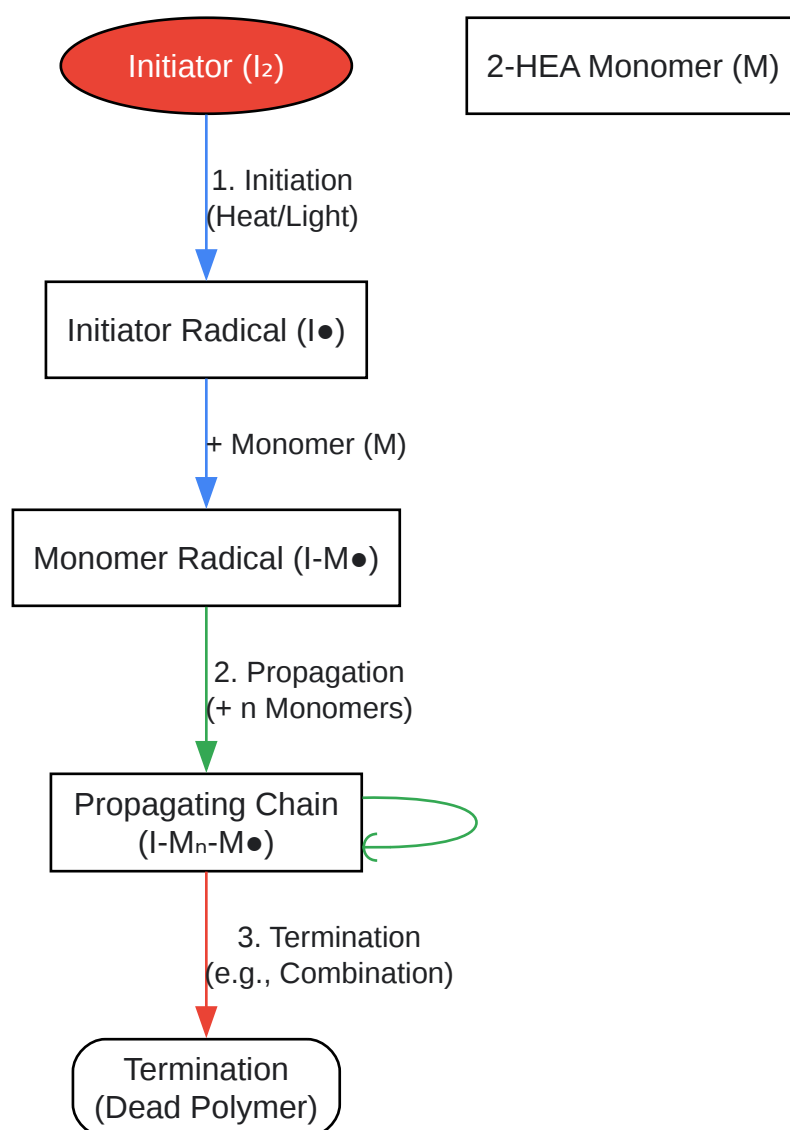 Initiator (I₂)
2-HEA Monomer (M)
1. Initiation
(Heat/Light)
Initiator Radical (I●)
+ Monomer (M)
Monomer Radical (I-M●)
2. Propagation
(+ n Monomers)
Propagating Chain
(I-Mₙ-M●)
3. Termination
(e.g., Combination)
Termination
(Dead Polymer)